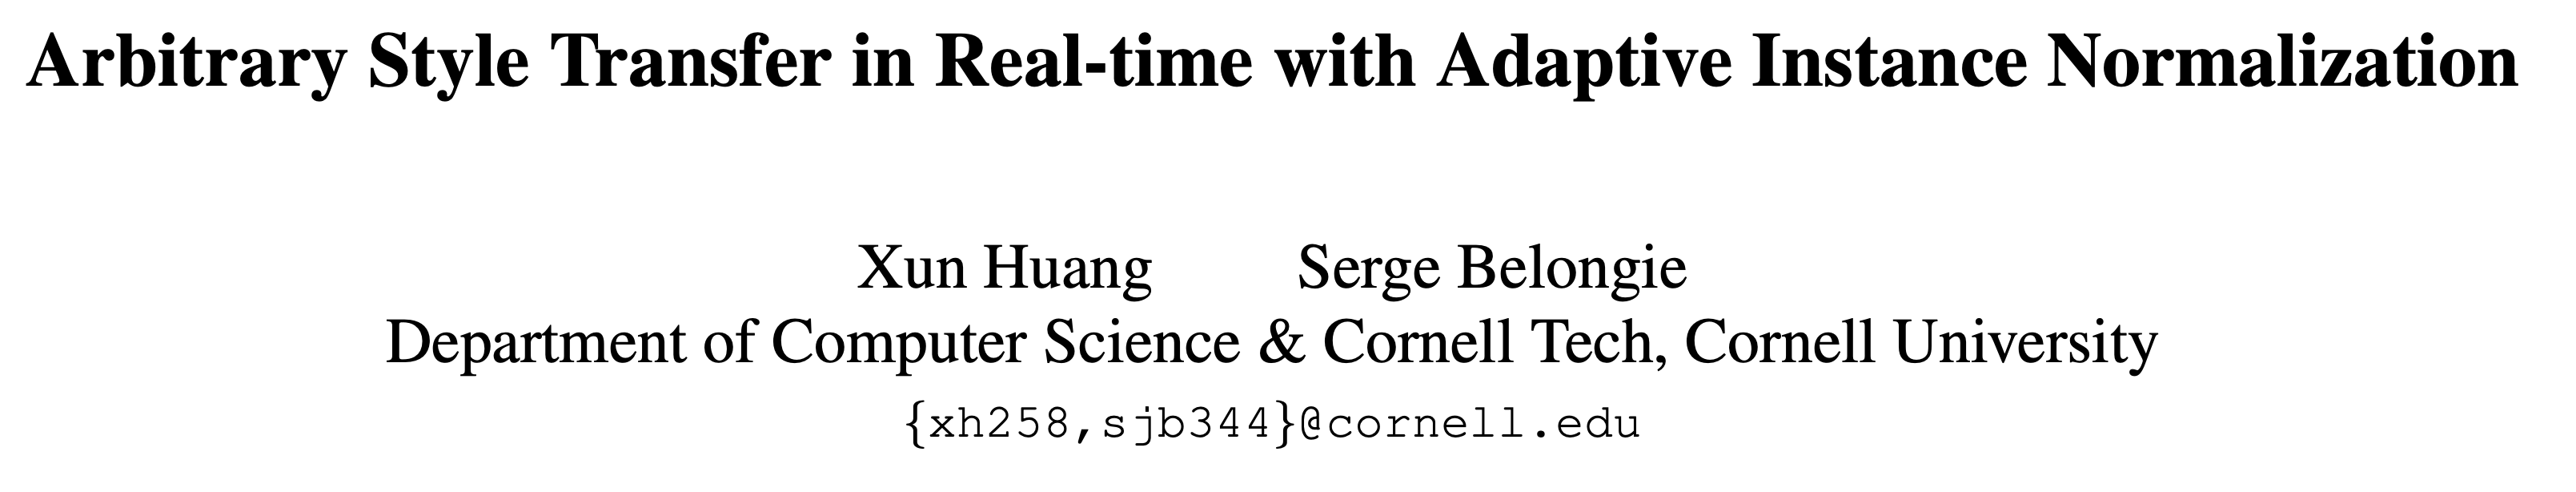 Arbitrary Style Transfer in Real-time with Adaptive Instance Normalization
Xun Huang Serge Belongie
Department of Computer Science & Cornell Tech, Cornell University
{xh258,sjb344}@cornell.edu